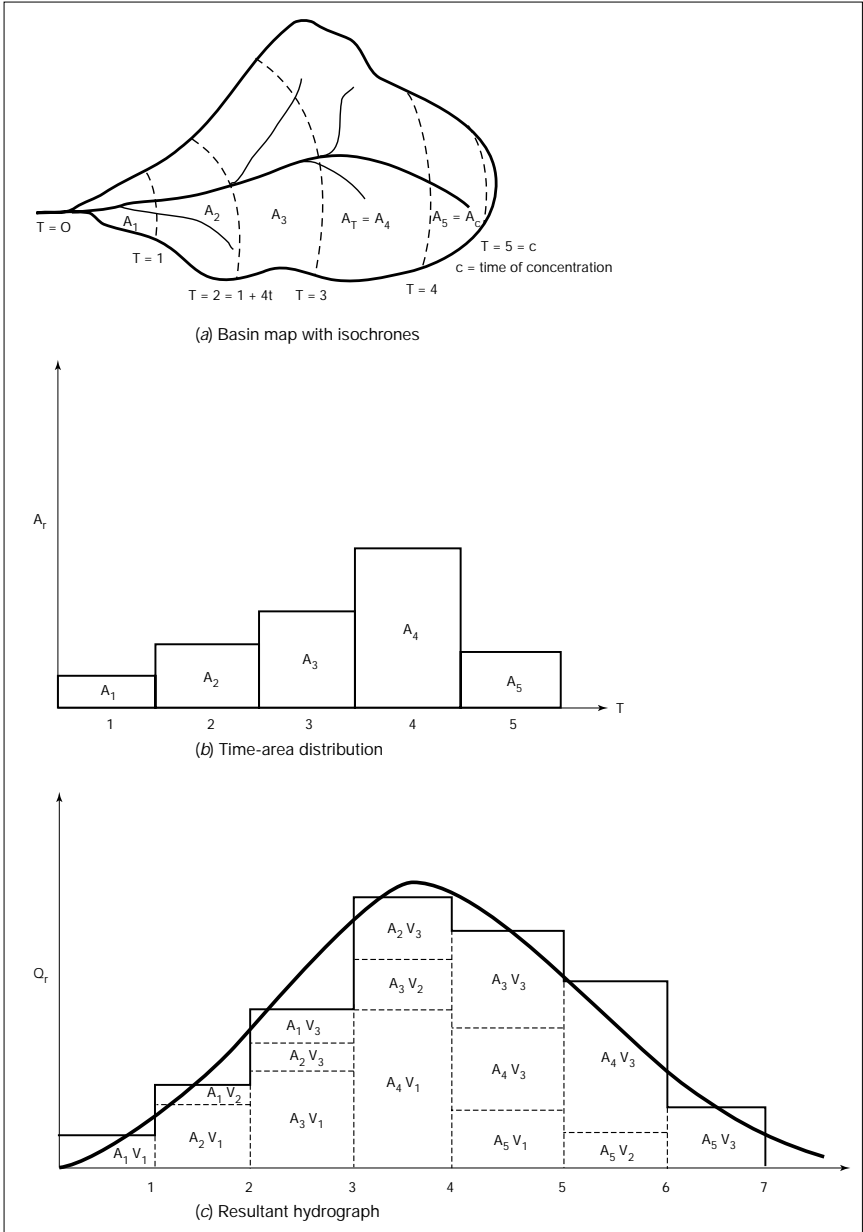 T = O
A1
A2
A3
AT = A4
A5 = Ac
T = 1
T = 2 = 1 + 4t
T = 3
T = 4
T = 5 = c
c = time of concentration
(a) Basin map with isochrones
Ar
A1
A2
A3
A4
A5
T
1 2 3 4 5
(b) Time-area distribution
Qr
A1 V1
A1 V2
A2 V1
A1 V3
A2 V3
A3 V1
A2 V3
A3 V2
A4 V1
A3 V3
A4 V3
A5 V1
A4 V3
A5 V2
A5 V3
1 2 3 4 5 6 7
(c) Resultant hydrograph